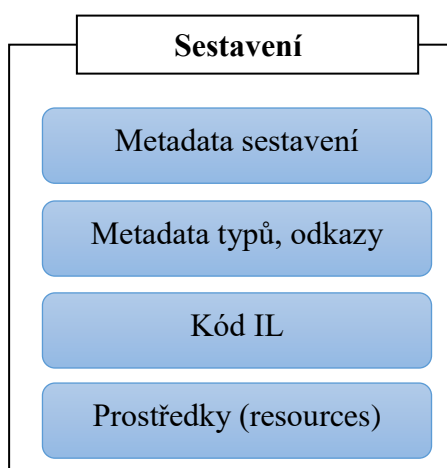 Sestavení
Metadata sestavení
Metadata typů, odkazy
Kód IL
Prostředky (resources)